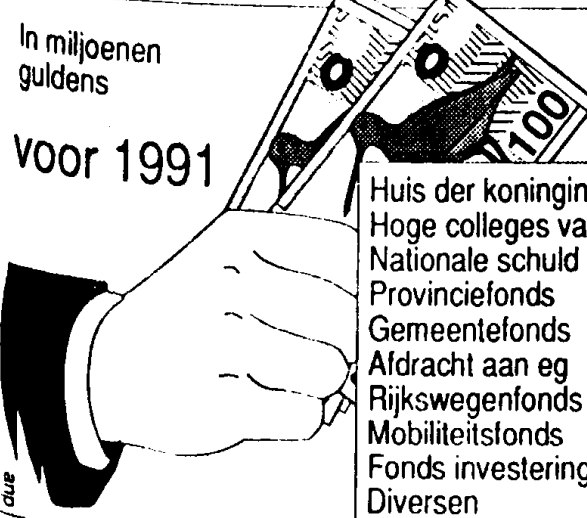 In miljoenen
guldens
voor 1991
100
Huis der koningin
Hoge colleges va
Nationale schuld
Provinciefonds
Gemeentefonds
Afdracht aan eg
Rijkswegenfonds
Mobiliteitsfonds
Fonds investering
Diversen
anp